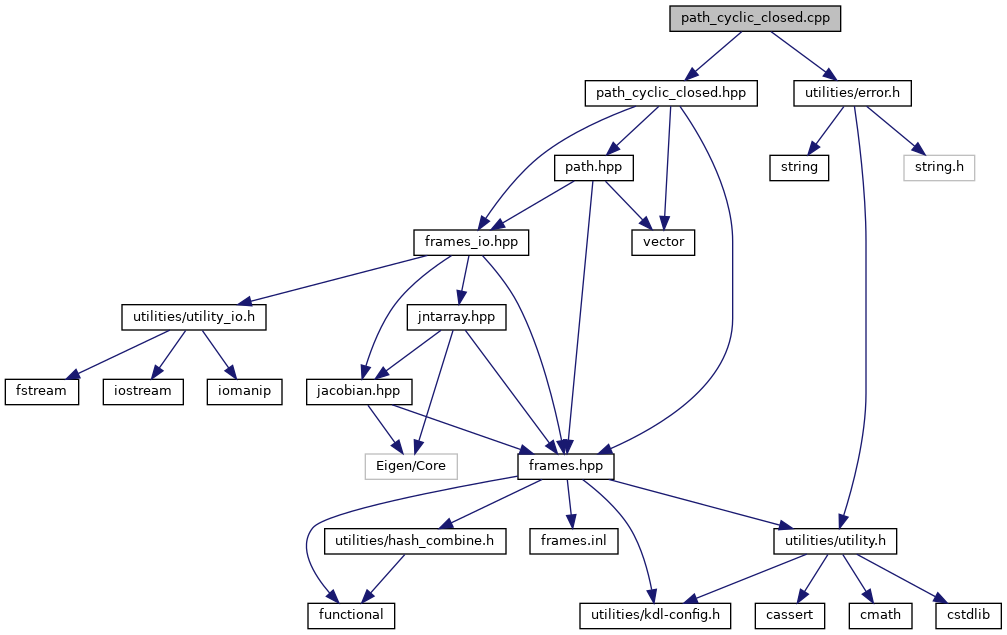 path_cyclic_closed.cpp
path_cyclic_closed.hpp
utilities/error.h
path.hpp
string
string.h
frames_io.hpp
vector
utilities/utility_io.h
jntarray.hpp
fstream
iostream
iomanip
jacobian.hpp
Eigen/Core
frames.hpp
utilities/hash_combine.h
frames.inl
utilities/utility.h
functional
utilities/kdl-config.h
cassert
cmath
cstdlib